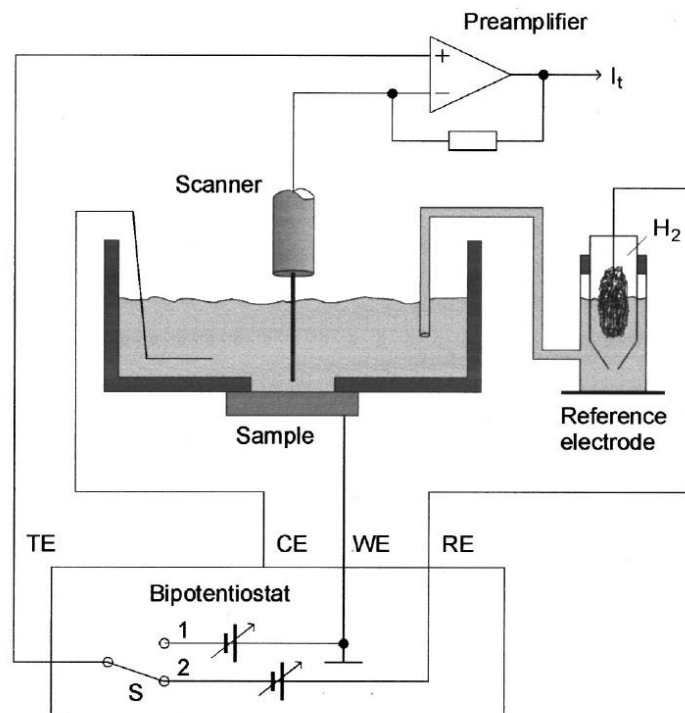 Preamplifier
+
−
I_t
Scanner
H₂
Sample
Reference
electrode
TE
CE
WE
RE
Bipotentiostat
1
2
S